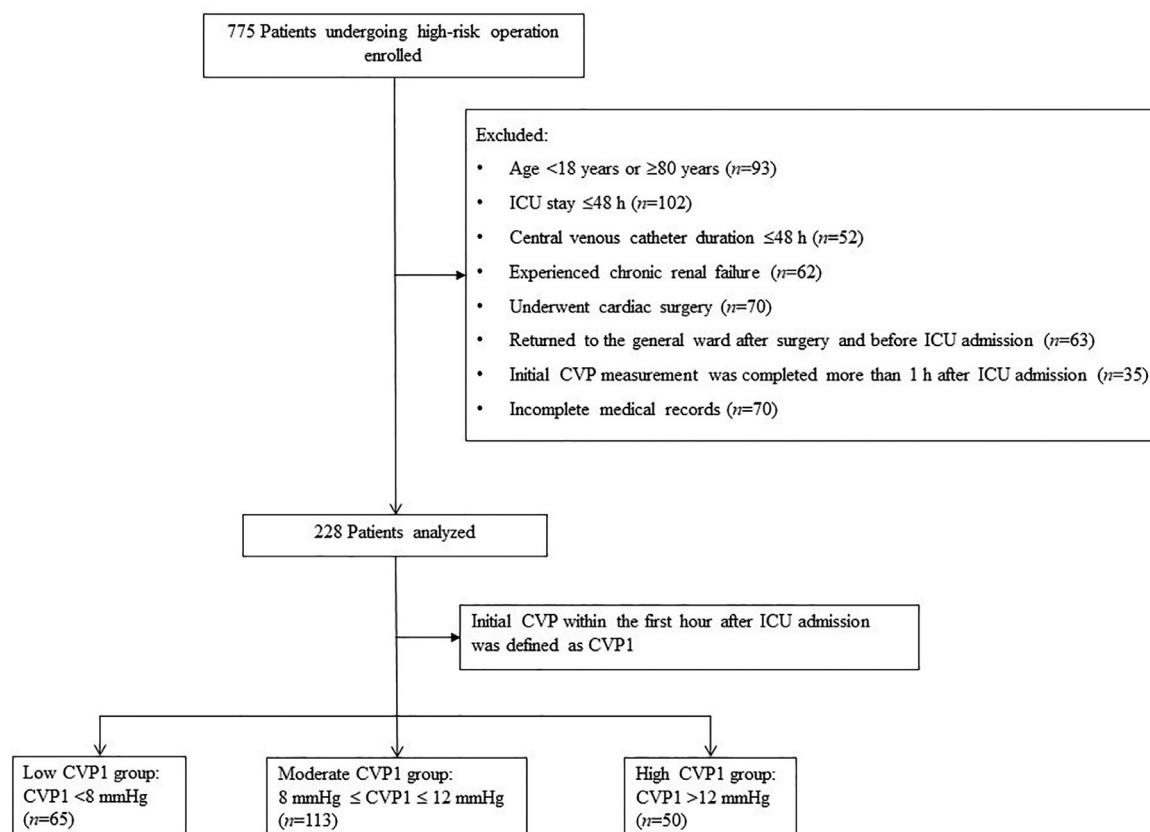 775 Patients undergoing high-risk operation
enrolled
Excluded:
• Age <18 years or ≥80 years (n=93)
• ICU stay ≤48 h (n=102)
• Central venous catheter duration ≤48 h (n=52)
• Experienced chronic renal failure (n=62)
• Underwent cardiac surgery (n=70)
• Returned to the general ward after surgery and before ICU admission (n=63)
• Initial CVP measurement was completed more than 1 h after ICU admission (n=35)
• Incomplete medical records (n=70)
228 Patients analyzed
Initial CVP within the first hour after ICU admission
was defined as CVP1
Low CVP1 group:
CVP1 <8 mmHg
(n=65)
Moderate CVP1 group:
8 mmHg ≤ CVP1 ≤ 12 mmHg
(n=113)
High CVP1 group:
CVP1 >12 mmHg
(n=50)